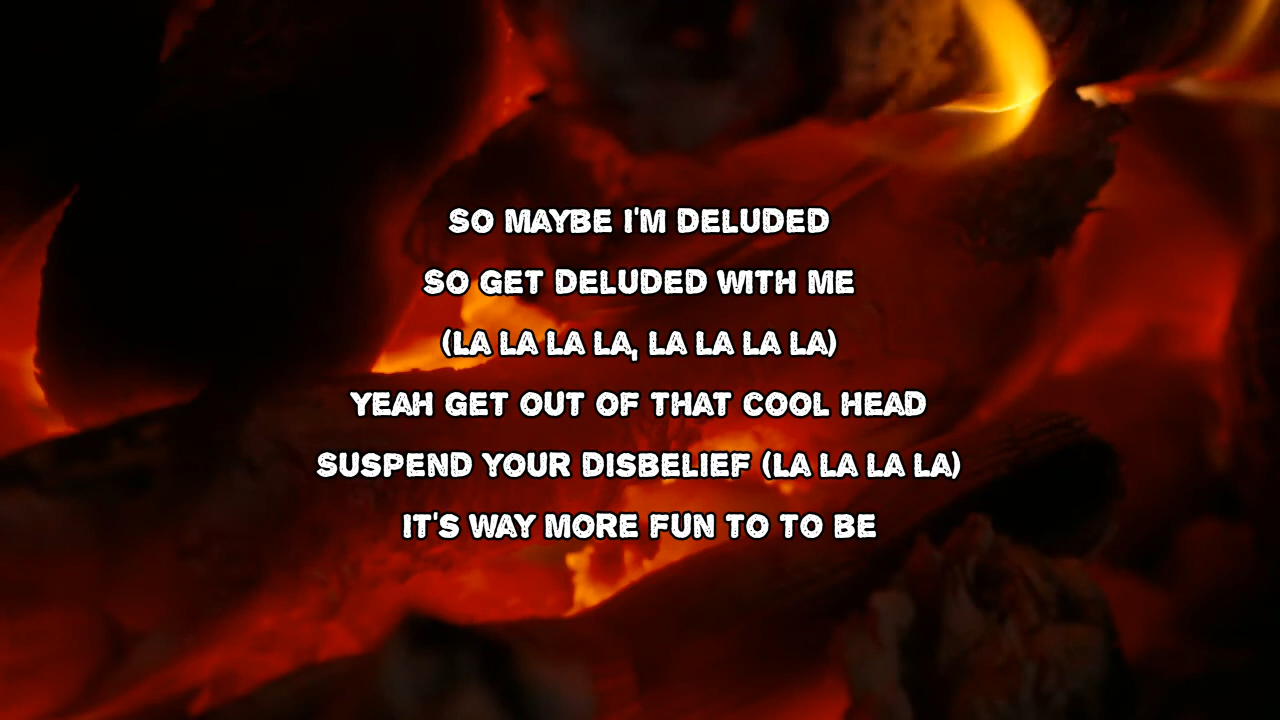 SO MAYBE I'M DELUDED
SO GET DELUDED WITH ME
(LA LA LA LA, LA LA LA LA)
YEAH GET OUT OF THAT COOL HEAD
SUSPEND YOUR DISBELIEF (LA LA LA LA)
IT'S WAY MORE FUN TO TO BE